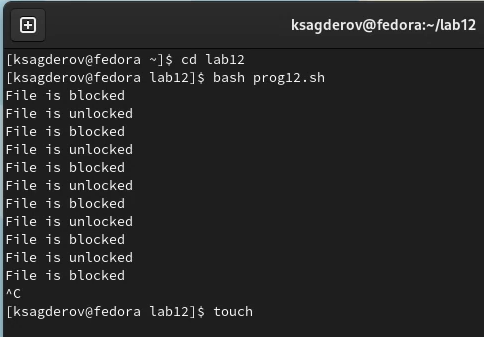 ksagderov@fedora:~/lab12
[ksagderov@fedora ~]$ cd lab12
[ksagderov@fedora lab12]$ bash prog12.sh
File is blocked
File is unlocked
File is blocked
File is unlocked
File is blocked
File is unlocked
File is blocked
File is unlocked
File is blocked
File is unlocked
File is blocked
^C
[ksagderov@fedora lab12]$ touch